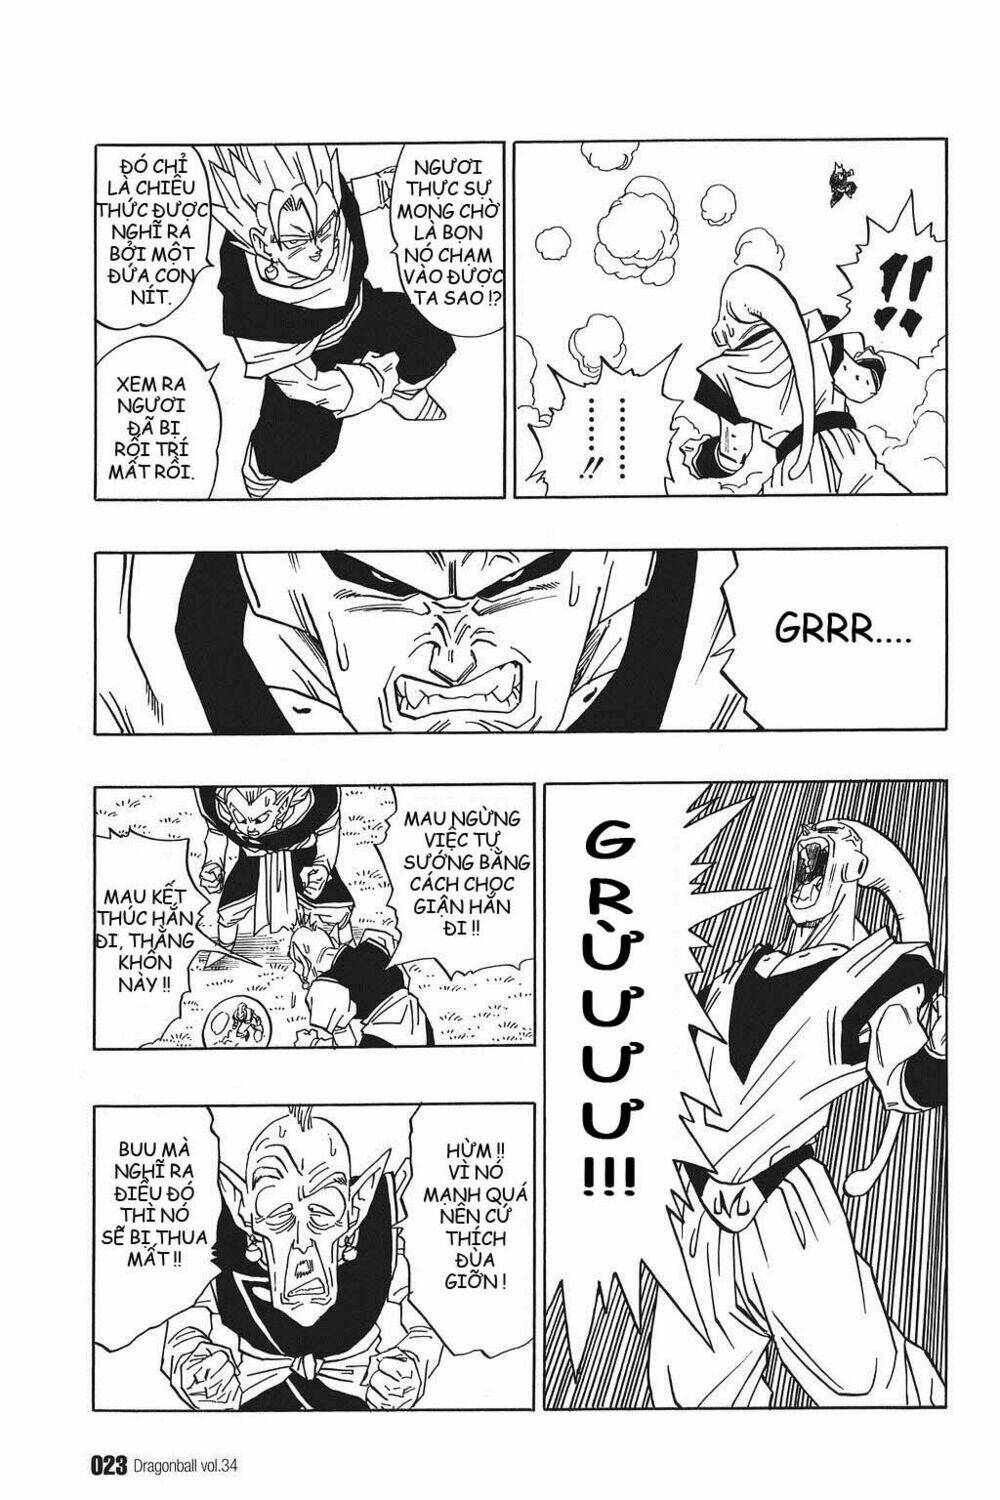 !!
......
......!!
NGƯƠI
THỰC SỰ
MONG CHỜ
LÀ BỌN
NÓ CHẠM
VÀO ĐƯỢC
TA SAO !?
ĐÓ CHỈ
LÀ CHIÊU
THỨC ĐƯỢC
NGHĨ RA
BỞI MỘT
ĐỨA CON
NÍT.
XEM RA
NGƯƠI
ĐÃ BỊ
RỐI TRÍ
MẤT RỒI.
GRRR....
GRỪƯƯƯ!!!
MAU NGỪNG
VIỆC TỰ
SƯỚNG BẰNG
CÁCH CHỌC
GIẬN HẮN
ĐI !!
MAU KẾT
THÚC HẮN
ĐI, THẰNG
KHỐN
NÀY !!
HỪM !!
VÌ NÓ
MẠNH QUÁ
NÊN CỨ
THÍCH
ĐÙA
GIỠN !
BUU MÀ
NGHĨ RA
ĐIỀU ĐÓ
THÌ NÓ
SẼ BỊ THUA
MẤT !!
023 Dragonball vol.34